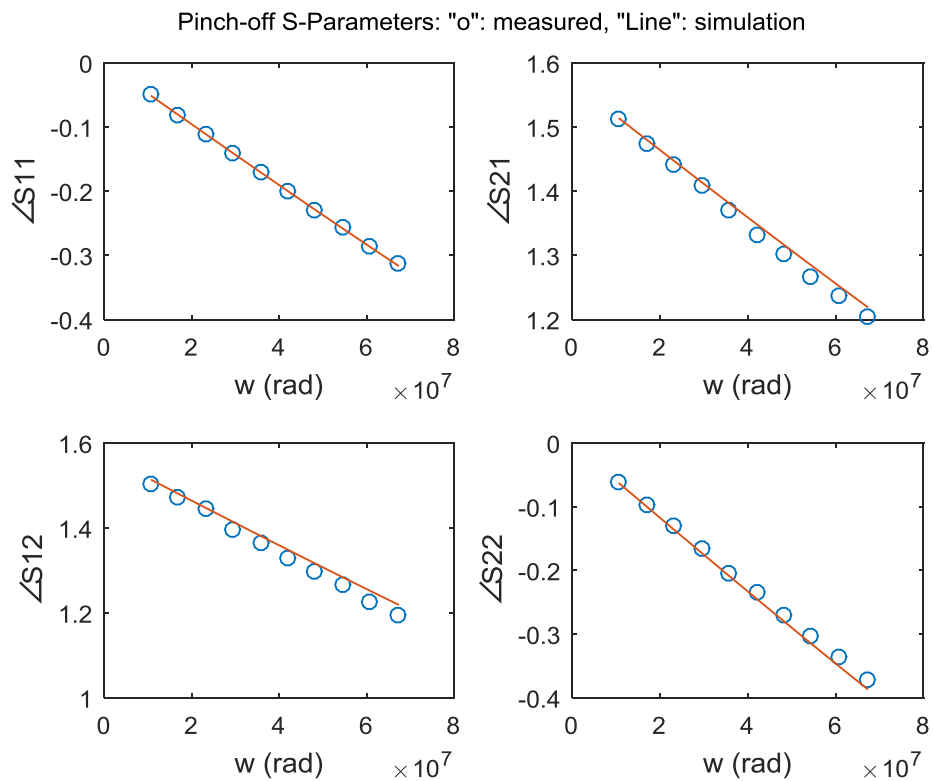 Pinch-off S-Parameters: "o": measured, "Line": simulation
0
-0.1
-0.2
-0.3
-0.4
∠S11
0 2 4 6 8
w (rad) ×10^7
1.6
1.5
1.4
1.3
1.2
∠S21
0 2 4 6 8
w (rad) ×10^7
1.6
1.4
1.2
1
∠S12
0 2 4 6 8
w (rad) ×10^7
0
-0.1
-0.2
-0.3
-0.4
∠S22
0 2 4 6 8
w (rad) ×10^7